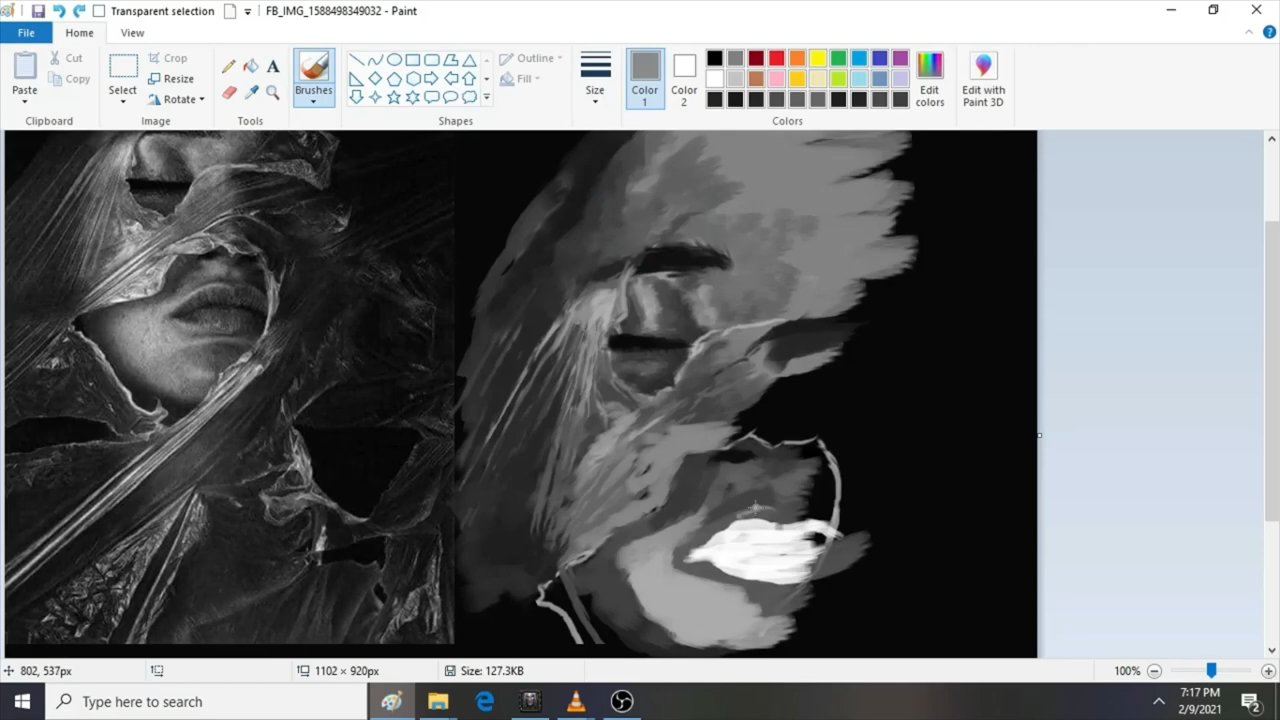 Transparent selection
FB_IMG_1588498349032 - Paint
File
Home
View
Paste
Cut
Copy
Clipboard
Select
Crop
Resize
Rotate
Image
A
Tools
Brushes
Shapes
Outline
Fill
Size
Color
1
Color
2
Edit
colors
Colors
Edit with
Paint 3D
802, 537px
1102 × 920px
Size: 127.3KB
100%
Type here to search
7:17 PM
2/9/2021
2